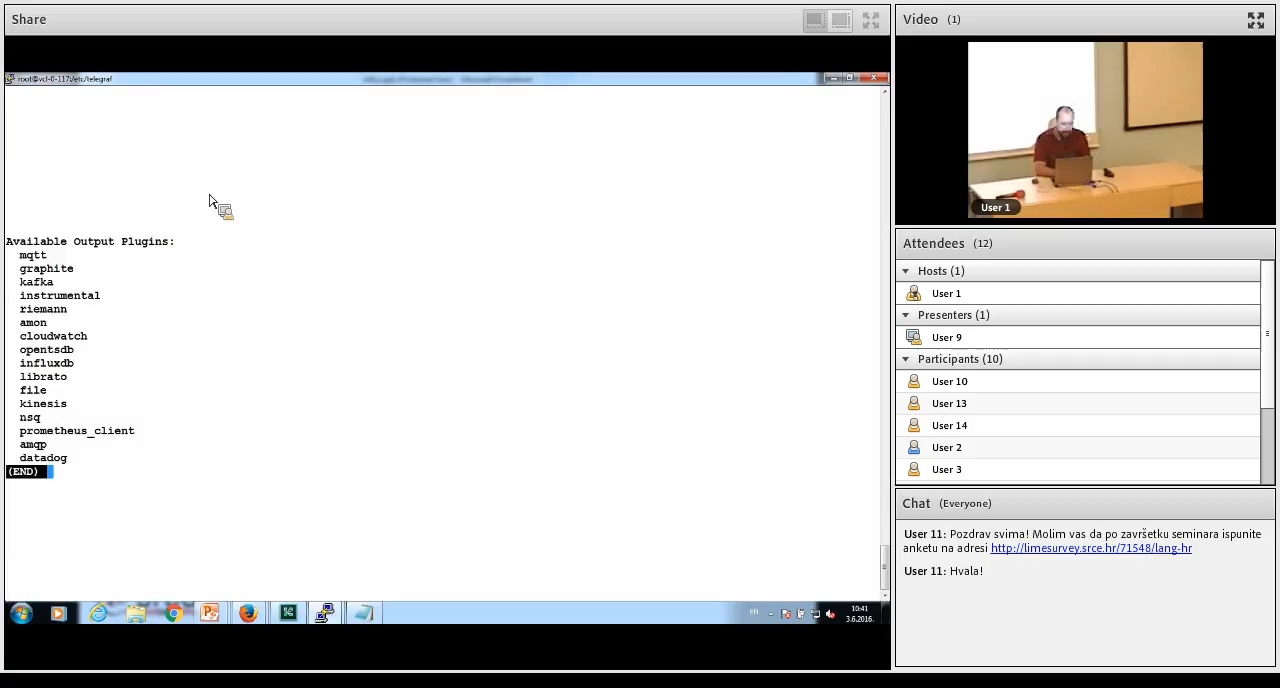 Share
root@vcl-0-117:/etc/telegraf
Available Output Plugins:
mqtt
graphite
kafka
instrumental
riemann
amon
cloudwatch
opentsdb
influxdb
librato
file
kinesis
nsq
prometheus_client
amqp
datadog
(END)
EN
10:41
3.6.2016.
Video (1)
User 1
Attendees (12)
Hosts (1)
User 1
Presenters (1)
User 9
Participants (10)
User 10
User 13
User 14
User 2
User 3
Chat (Everyone)
User 11: Pozdrav svima! Molim vas da po završetku seminara ispunite
anketu na adresi http://limesurvey.srce.hr/71548/lang-hr
User 11: Hvala!